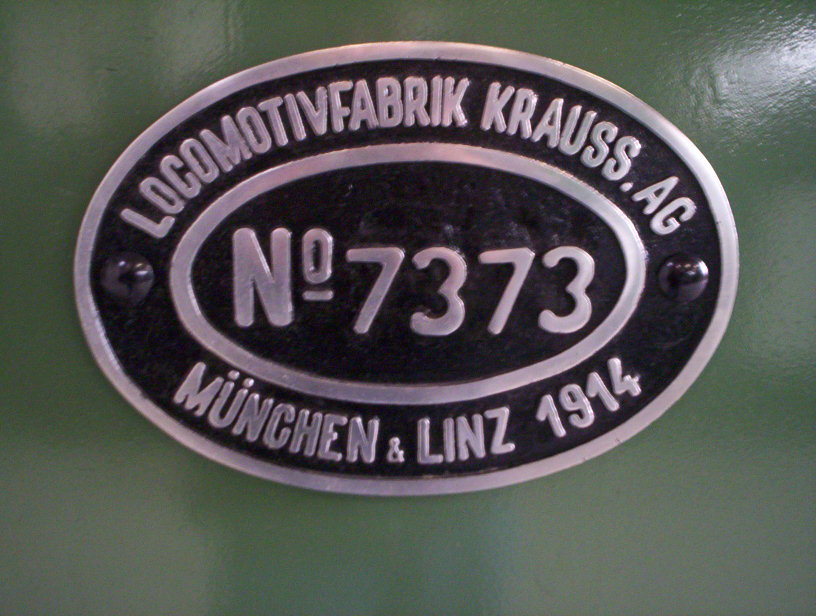 LOCOMOTIVFABRIK KRAUSS. AG
Nº 7373
MÜNCHEN & LINZ 1914